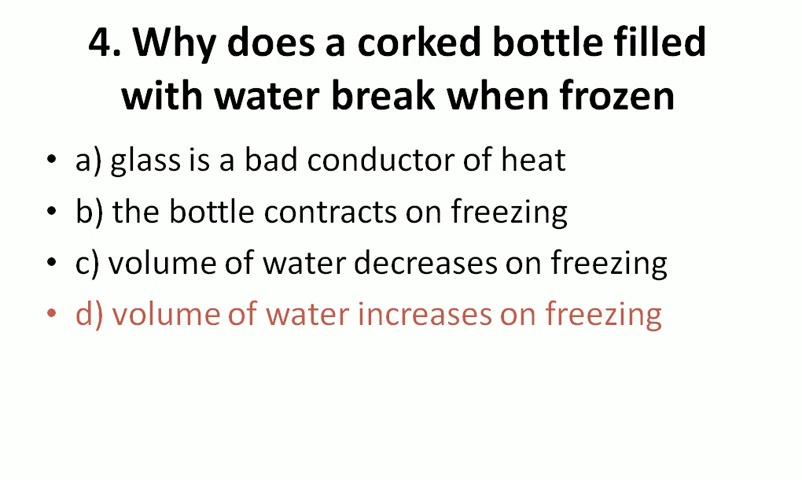 4. Why does a corked bottle filled
with water break when frozen
• a) glass is a bad conductor of heat
• b) the bottle contracts on freezing
• c) volume of water decreases on freezing
• d) volume of water increases on freezing